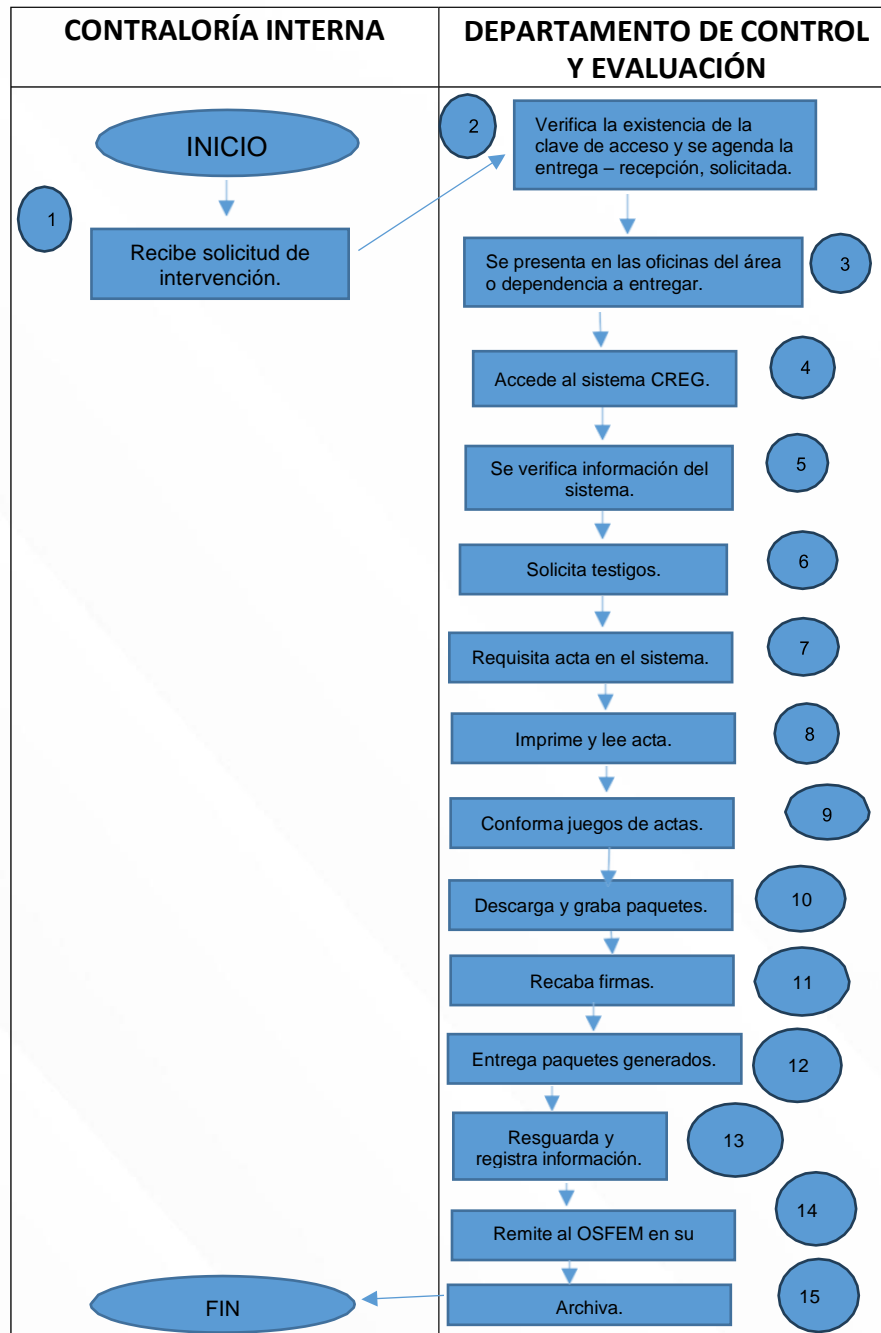 CONTRALORÍA INTERNA
DEPARTAMENTO DE CONTROL
Y EVALUACIÓN
INICIO
1
Recibe solicitud de
intervención.
2
Verifica la existencia de la
clave de acceso y se agenda la
entrega – recepción, solicitada.
Se presenta en las oficinas del área
o dependencia a entregar.
3
Accede al sistema CREG.
4
Se verifica información del
sistema.
5
Solicita testigos.
6
Requisita acta en el sistema.
7
Imprime y lee acta.
8
Conforma juegos de actas.
9
Descarga y graba paquetes.
10
Recaba firmas.
11
Entrega paquetes generados.
12
Resguarda y
registra información.
13
Remite al OSFEM en su
14
Archiva.
15
FIN